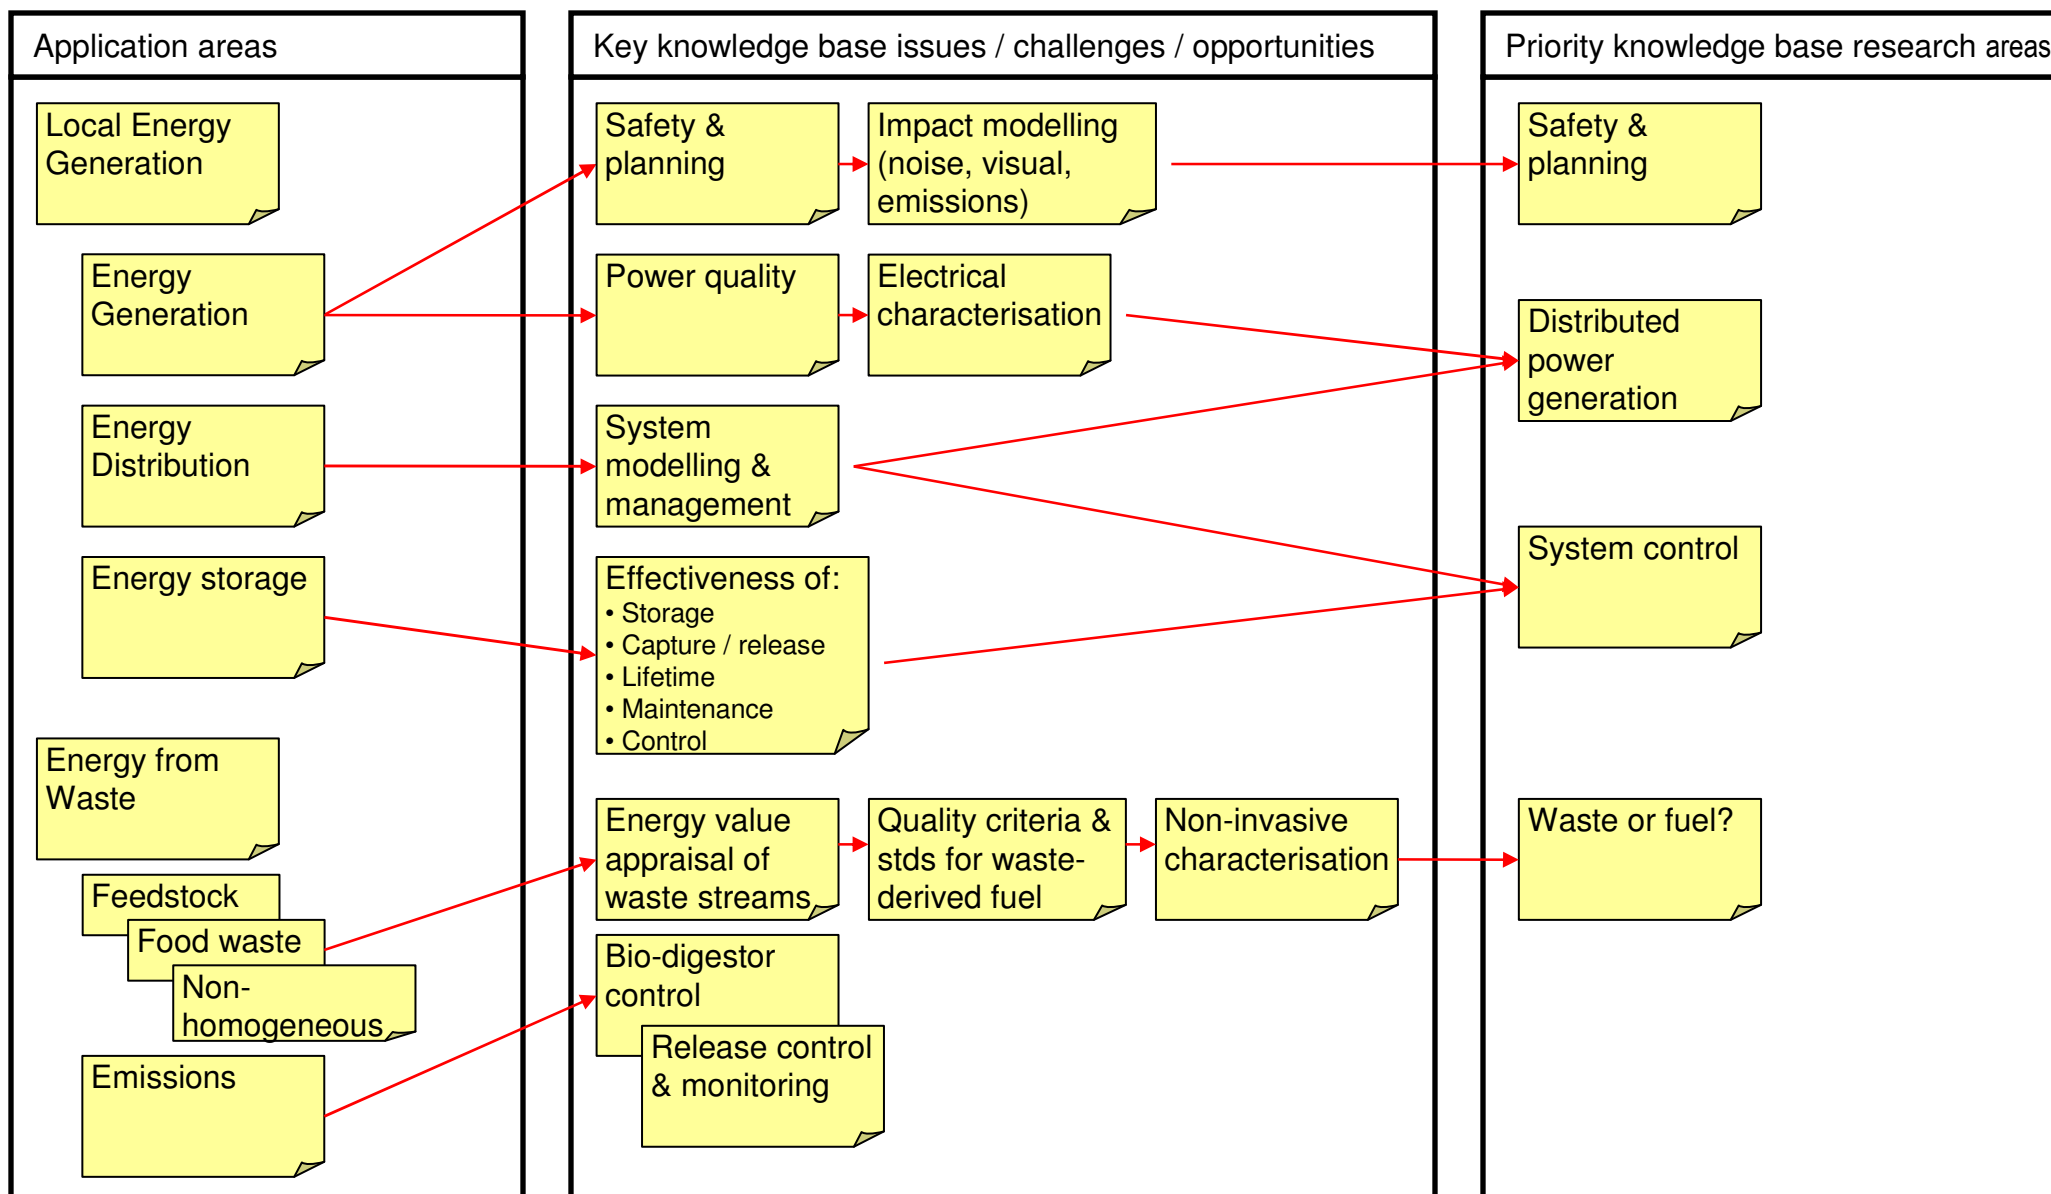 Application areas
Local Energy
Generation
Energy
Generation
Energy
Distribution
Energy storage
Energy from
Waste
Feedstock
Food waste
Non-
homogeneous
Emissions
Key knowledge base issues / challenges / opportunities
Safety &
planning
Impact modelling
(noise, visual,
emissions)
Power quality
Electrical
characterisation
System
modelling &
management
Effectiveness of:
• Storage
• Capture / release
• Lifetime
• Maintenance
• Control
Energy value
appraisal of
waste streams
Quality criteria &
stds for waste-
derived fuel
Non-invasive
characterisation
Bio-digestor
control
Release control
& monitoring
Priority knowledge base research areas
Safety &
planning
Distributed
power
generation
System control
Waste or fuel?